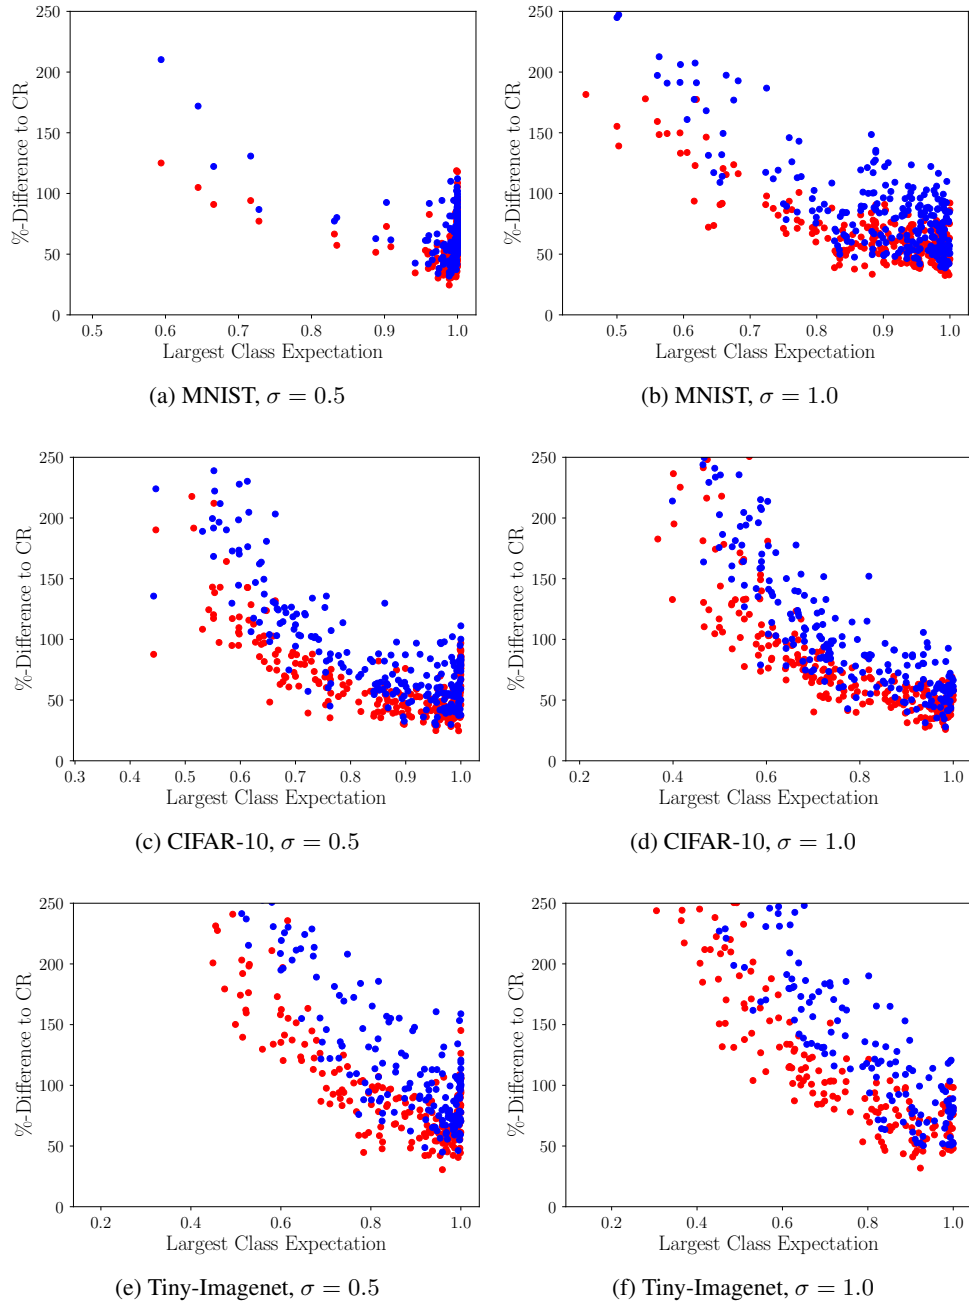 250
200
150
100
50
0
%-Difference to CR
0.5 0.6 0.7 0.8 0.9 1.0
Largest Class Expectation
(a) MNIST, σ = 0.5
250
200
150
100
50
0
%-Difference to CR
0.5 0.6 0.7 0.8 0.9 1.0
Largest Class Expectation
(b) MNIST, σ = 1.0
250
200
150
100
50
0
%-Difference to CR
0.3 0.4 0.5 0.6 0.7 0.8 0.9 1.0
Largest Class Expectation
(c) CIFAR-10, σ = 0.5
250
200
150
100
50
0
%-Difference to CR
0.2 0.4 0.6 0.8 1.0
Largest Class Expectation
(d) CIFAR-10, σ = 1.0
250
200
150
100
50
0
%-Difference to CR
0.2 0.4 0.6 0.8 1.0
Largest Class Expectation
(e) Tiny-Imagenet, σ = 0.5
250
200
150
100
50
0
%-Difference to CR
0.2 0.4 0.6 0.8 1.0
Largest Class Expectation
(f) Tiny-Imagenet, σ = 1.0